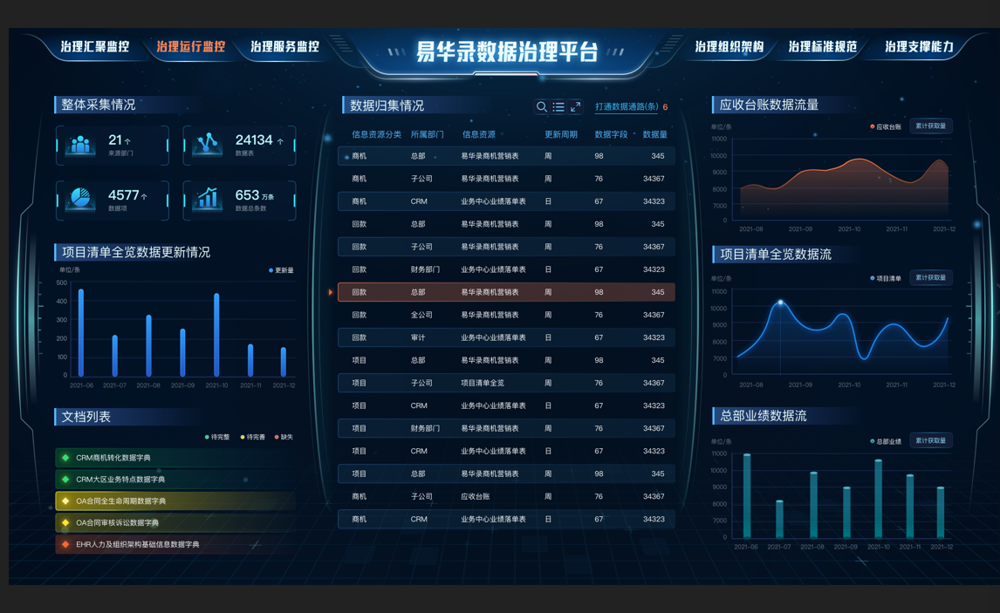 治理汇聚监控 治理运行监控 治理服务监控 易华录数据治理平台 治理组织架构 治理标准规范 治理支撑能力
整体采集情况
21 个
来源部门
24134 个
数据表
4577 个
数据项
653 万条
数据总条数
项目清单全览数据更新情况
单位/条 更新量
500
400
300
200
100
0
2021-06 2021-07 2021-08 2021-09 2021-10 2021-11 2021-12
文档列表
待完整 待完善 缺失
CRM商机转化数据字典
CRM大区业务特点数据字典
OA合同全生命周期数据字典
OA合同审核诉讼数据字典
EHR人力及组织架构基础信息数据字典
数据归集情况 打通数据通路(条) 6
信息资源分类 所属部门 信息资源 更新周期 数据字段 数据量
商机 总部 易华录商机营销表 周 98 345
商机 子公司 易华录商机营销表 周 76 34367
商机 CRM 业务中心业绩落单表 日 67 34323
回款 总部 易华录商机营销表 周 98 345
回款 子公司 易华录商机营销表 周 76 34367
回款 财务部门 业务中心业绩落单表 日 67 34323
回款 总部 易华录商机营销表 周 98 345
回款 全公司 易华录商机营销表 周 76 34367
回款 审计 业务中心业绩落单表 日 67 34323
项目 总部 易华录商机营销表 周 98 345
项目 子公司 项目清单全览 周 76 34367
项目 CRM 业务中心业绩落单表 日 67 34323
项目 财务部门 易华录商机营销表 周 76 34367
项目 CRM 业务中心业绩落单表 日 67 34323
项目 总部 易华录商机营销表 周 98 345
商机 子公司 应收台账 周 76 34367
商机 CRM 业务中心业绩落单表 日 67 34323
应收台账数据流量
单位/条 应收台账 累计获取量
11000
10000
9000
8000
7000
0
2021-08 2021-09 2021-10 2021-11 2021-12
项目清单全览数据流
单位/条 项目清单 累计获取量
11000
10000
9000
8000
7000
0
2021-08 2021-09 2021-10 2021-11 2021-12
总部业绩数据流
单位/条 总部业绩 累计获取量
11000
10000
9000
8000
7000
0
2021-06 2021-07 2021-08 2021-09 2021-10 2021-11 2021-12